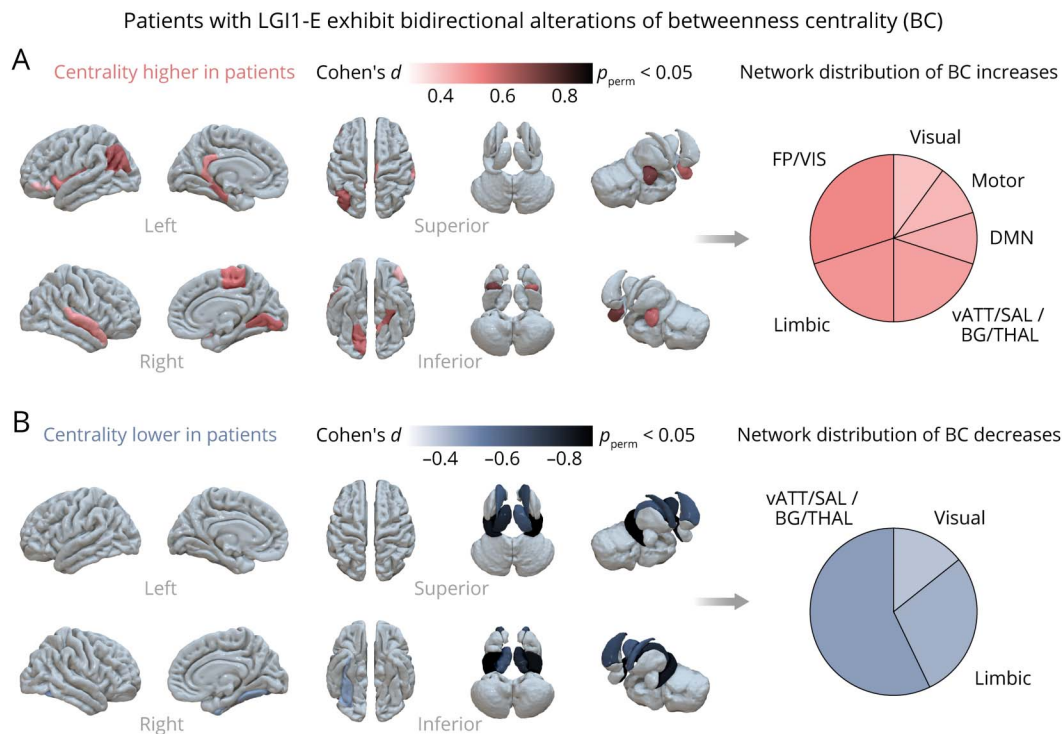 Patients with LGI1-E exhibit bidirectional alterations of betweenness centrality (BC)
A
Centrality higher in patients
Cohen's d
p_perm < 0.05
0.4 0.6 0.8
Network distribution of BC increases
Left
Superior
Right
Inferior
FP/VIS
Visual
Motor
DMN
vATT/SAL /
BG/THAL
Limbic
B
Centrality lower in patients
Cohen's d
p_perm < 0.05
–0.4 –0.6 –0.8
Network distribution of BC decreases
Left
Superior
Right
Inferior
vATT/SAL /
BG/THAL
Visual
Limbic